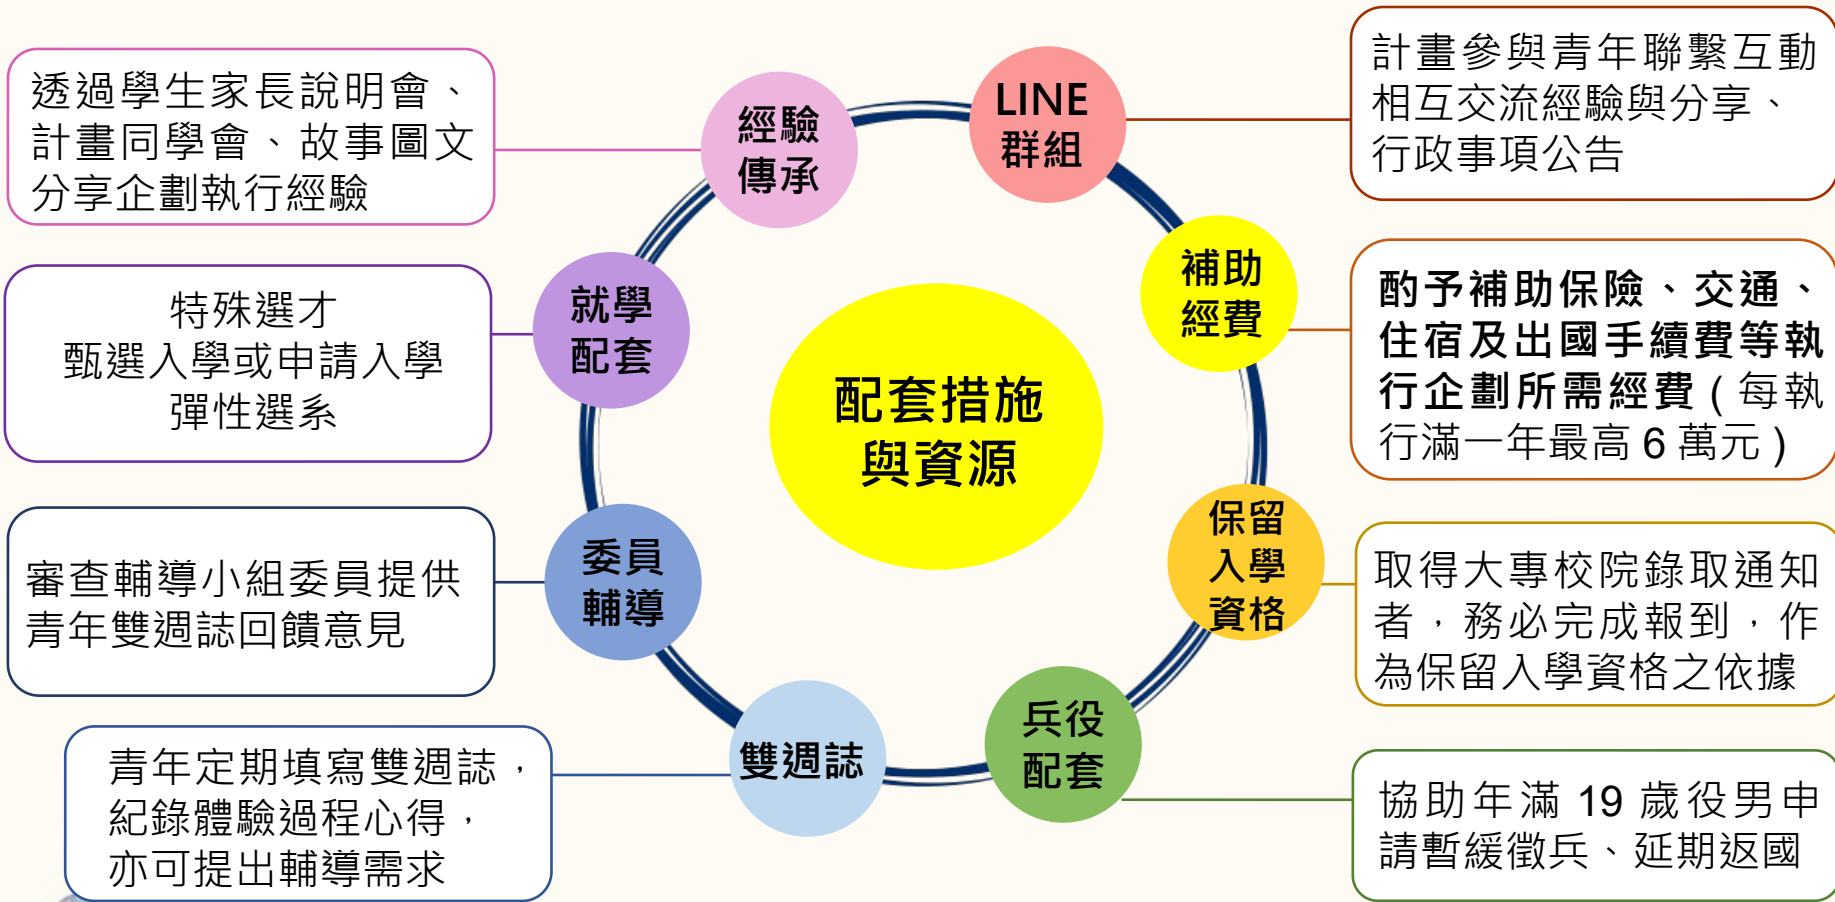 配套措施
與資源
LINE
群組
計畫參與青年聯繫互動
相互交流經驗與分享、
行政事項公告
補助
經費
酌予補助保險、交通、
住宿及出國手續費等執
行企劃所需經費（每執
行滿一年最高6萬元）
保留
入學
資格
取得大專校院錄取通知
者，務必完成報到，作
為保留入學資格之依據
兵役
配套
協助年滿19歲役男申
請暫緩徵兵、延期返國
雙週誌
青年定期填寫雙週誌，
紀錄體驗過程心得，
亦可提出輔導需求
委員
輔導
審查輔導小組委員提供
青年雙週誌回饋意見
就學
配套
特殊選才
甄選入學或申請入學
彈性選系
經驗
傳承
透過學生家長說明會、
計畫同學會、故事圖文
分享企劃執行經驗